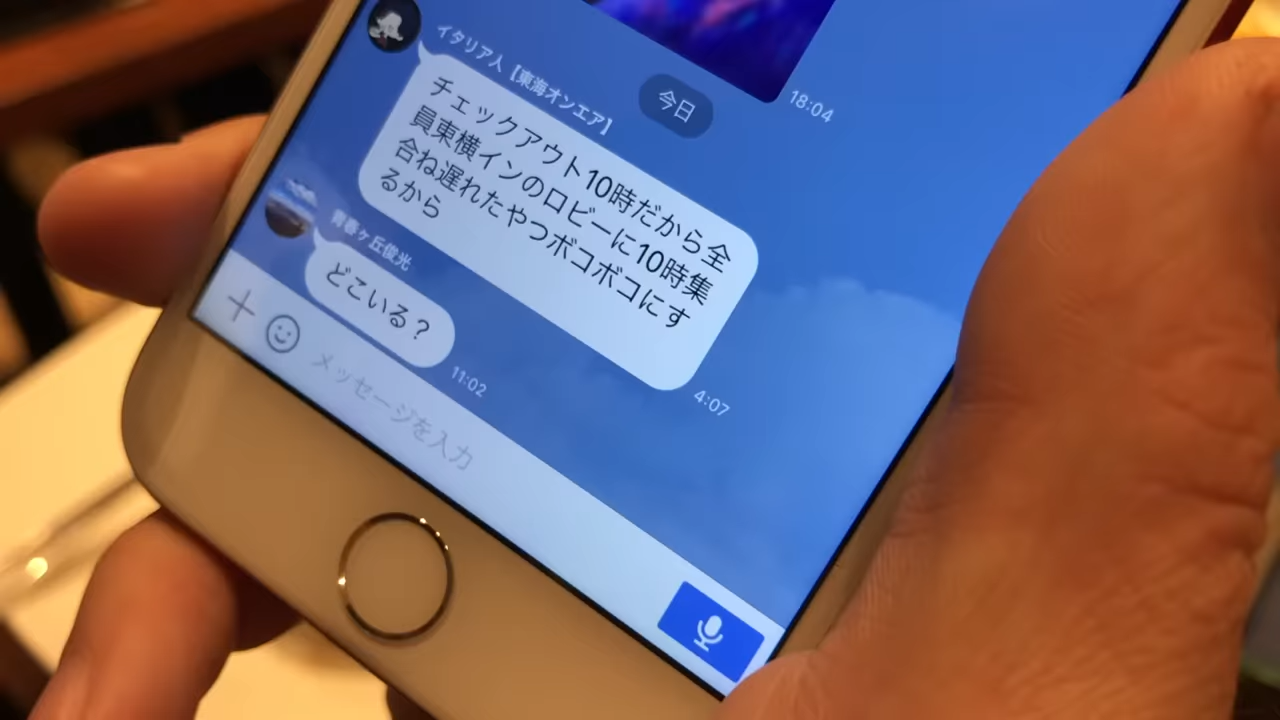 18:04
今日
イタリア人【東海オンエア】
チェックアウト10時だから全
員東横インのロビーに10時集
合ね遅れたやつボコボコにす
るから
4:07
青春ヶ丘俊光
どこいる？
11:02
メッセージを入力